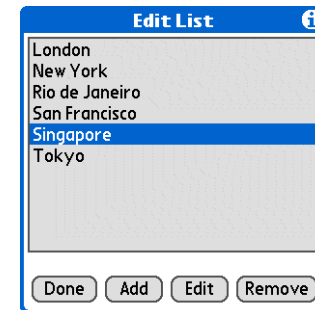 Edit List i
London
New York
Rio de Janeiro
San Francisco
Singapore
Tokyo
Done Add Edit Remove